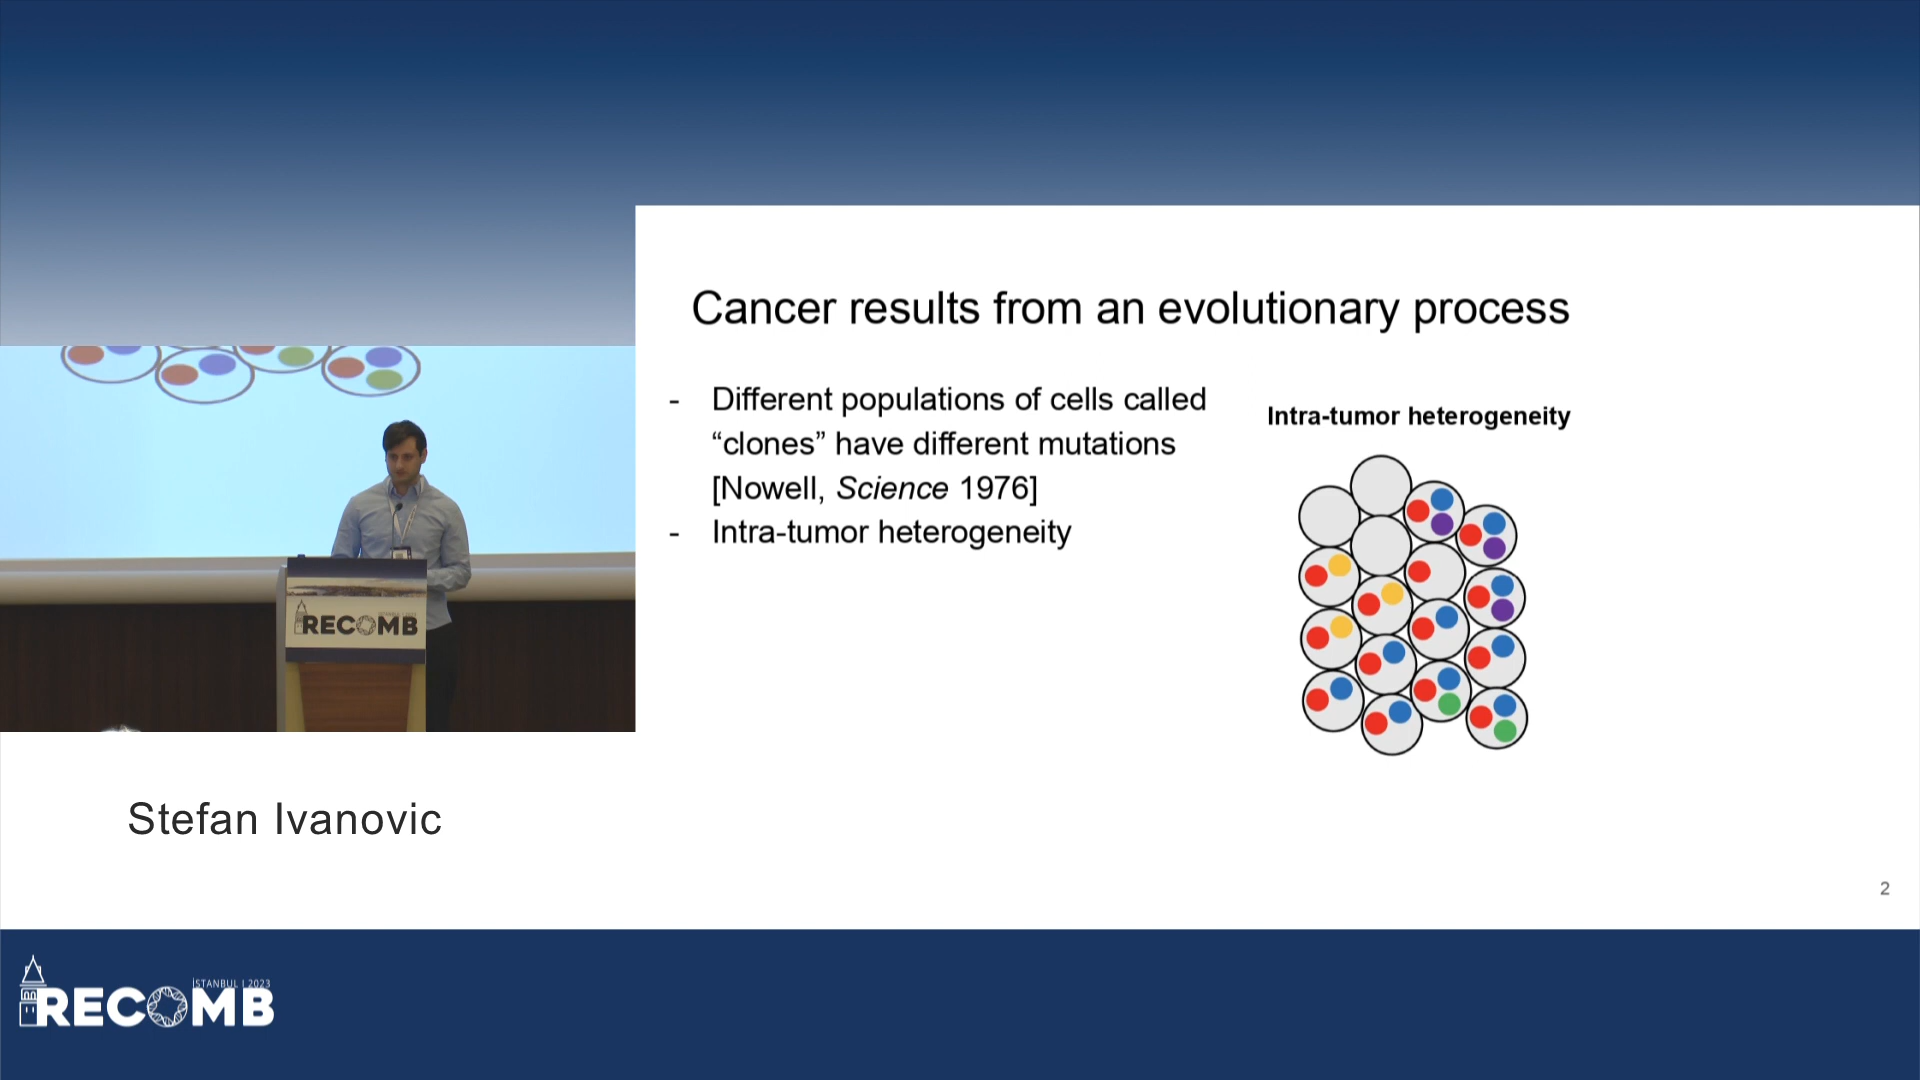 Cancer results from an evolutionary process
- Different populations of cells called
“clones” have different mutations
[Nowell, Science 1976]
- Intra-tumor heterogeneity
Intra-tumor heterogeneity
RECOMB
Stefan Ivanovic
2
İSTANBUL | 2023
RECOMB